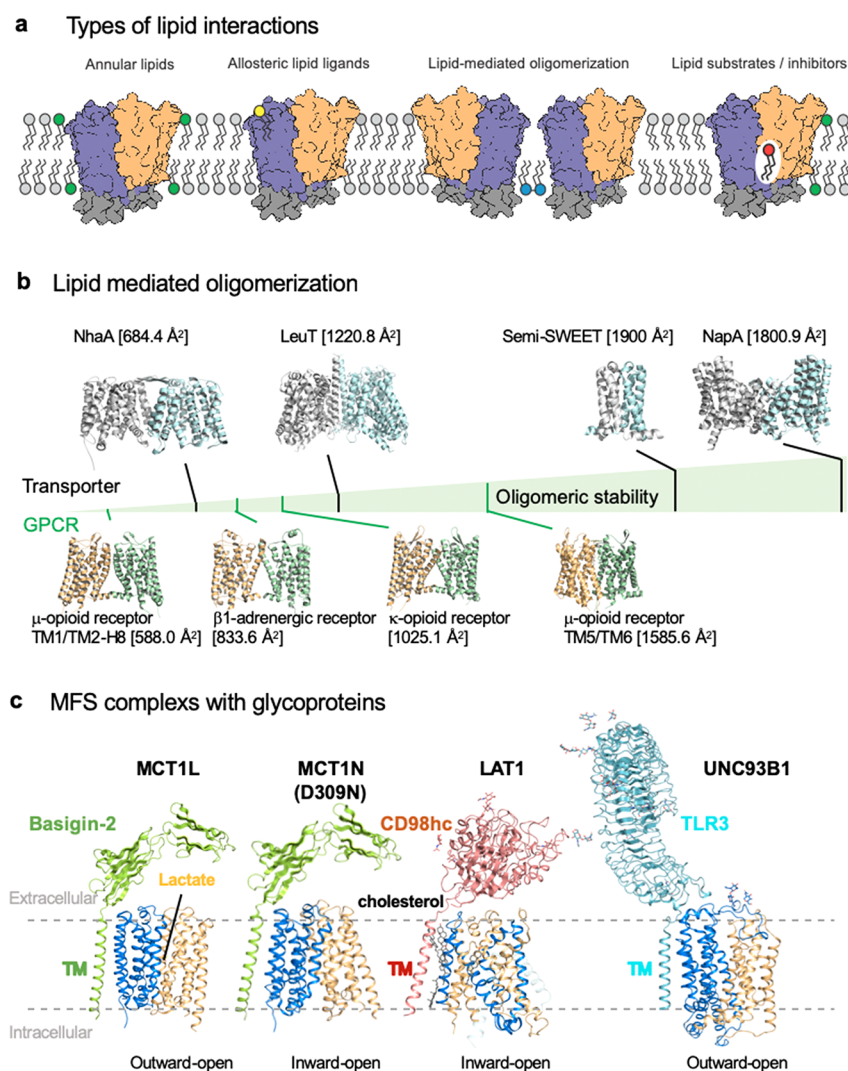 a Types of lipid interactions
Annular lipids
Allosteric lipid ligands
Lipid-mediated oligomerization
Lipid substrates / inhibitors
b Lipid mediated oligomerization
NhaA [684.4 Å²]
LeuT [1220.8 Å²]
Semi-SWEET [1900 Å²]
NapA [1800.9 Å²]
Transporter
Oligomeric stability
GPCR
μ-opioid receptor
TM1/TM2-H8 [588.0 Å²]
β1-adrenergic receptor
[833.6 Å²]
κ-opioid receptor
[1025.1 Å²]
μ-opioid receptor
TM5/TM6 [1585.6 Å²]
c MFS complexs with glycoproteins
MCT1L
MCT1N
(D309N)
LAT1
UNC93B1
Basigin-2
CD98hc
TLR3
Lactate
Extracellular
cholesterol
TM
TM
TM
Intracellular
Outward-open
Inward-open
Inward-open
Outward-open